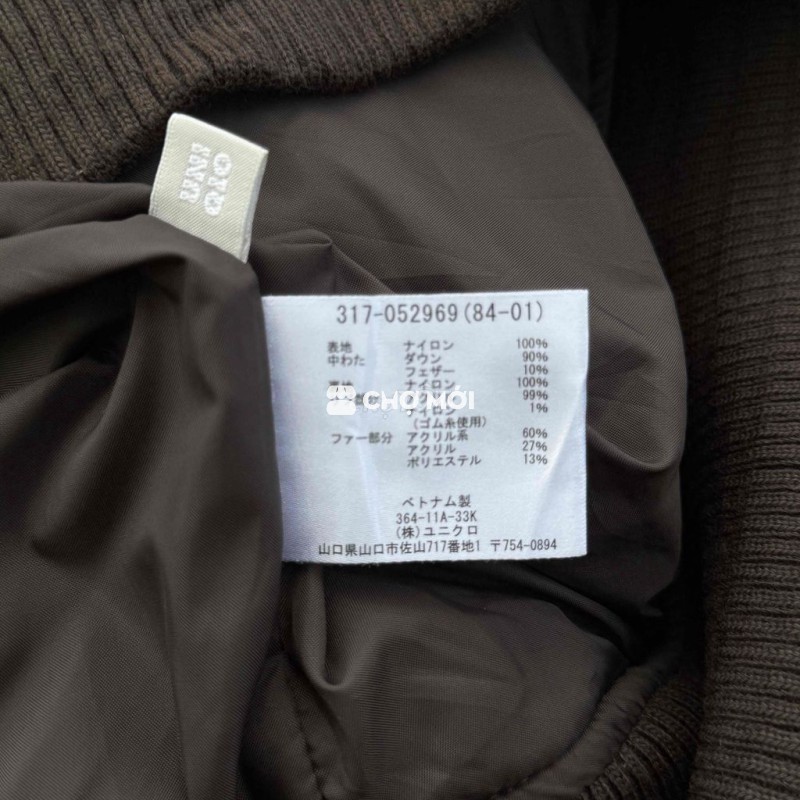 UNI
QLO
317-052969(84-01)
表地 ナイロン 100%
中わた ダウン 90%
フェザー 10%
ナイロン 100%
99%
ナイロン 1%
(ゴム糸使用)
ファー部分 アクリル系 60%
アクリル 27%
ポリエステル 13%
CHỢ MỚI
ベトナム製
364-11A-33K
(株)ユニクロ
山口県山口市佐山717番地1 〒754-0894